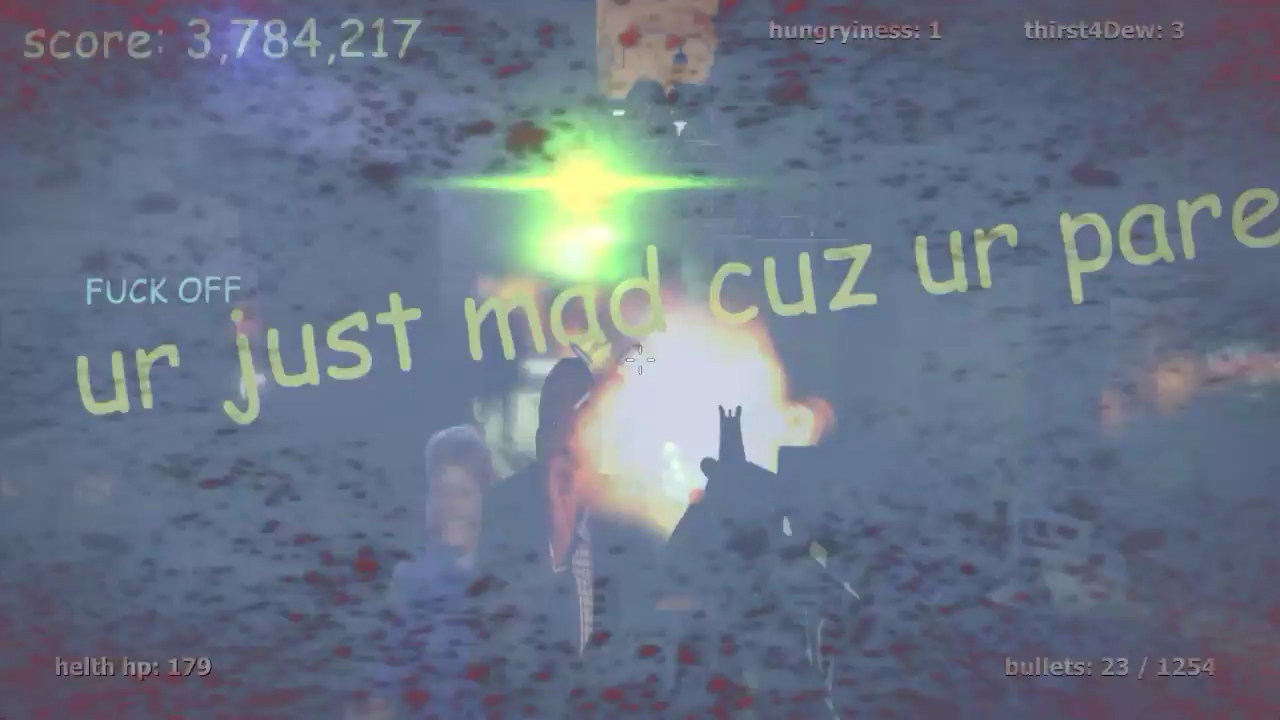 score: 3,784,217
hungryiness: 1
thirst4Dew: 3
FUCK OFF
ur just mad cuz ur pare
helth hp: 179
bullets: 23 / 1254